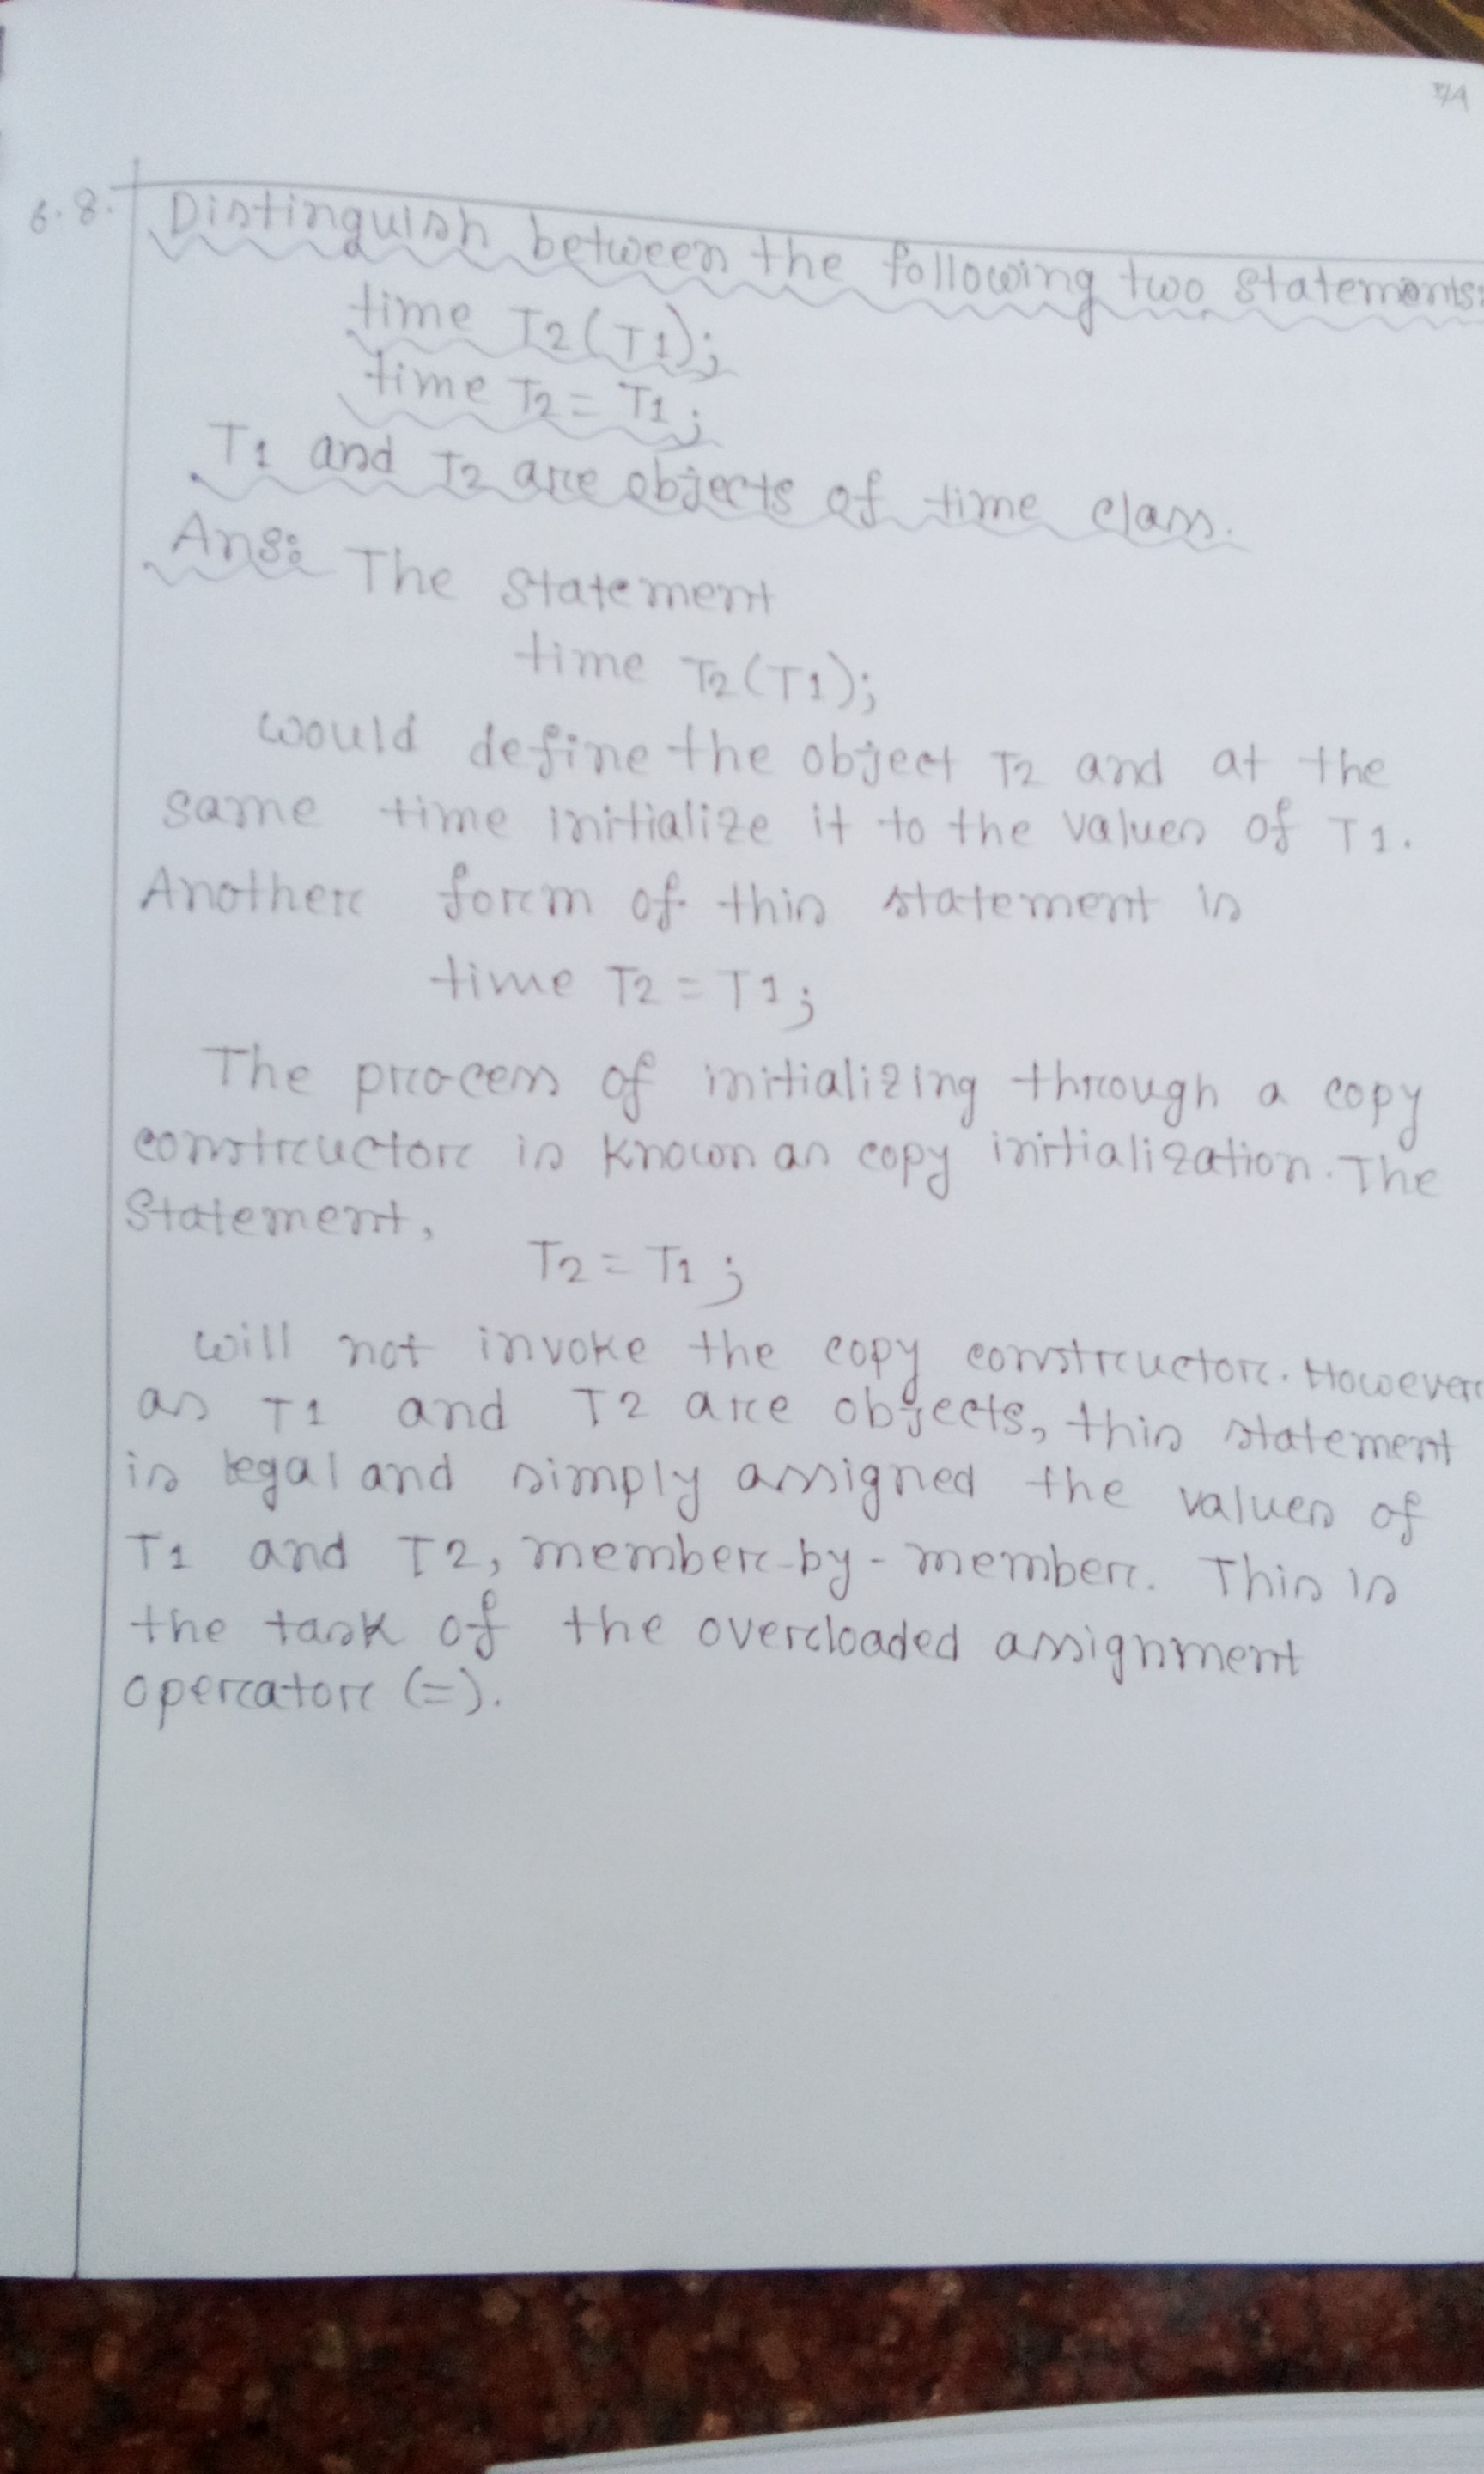 6.8. Distinguish between the following two statements:
time T2(T1);
time T2 = T1;
T1 and T2 are objects of time class.
Ans: The statement
time T2(T1);
would define the object T2 and at the
same time initialize it to the values of T1.
Another form of this statement is
time T2 = T1;
The process of initializing through a copy
constructor is known as copy initialization. The
Statement,
T2 = T1;
will not invoke the copy constructor. However
as T1 and T2 are objects, this statement
is legal and simply assigned the values of
T1 and T2, member-by-member. This is
the task of the overloaded assignment
operator (=).